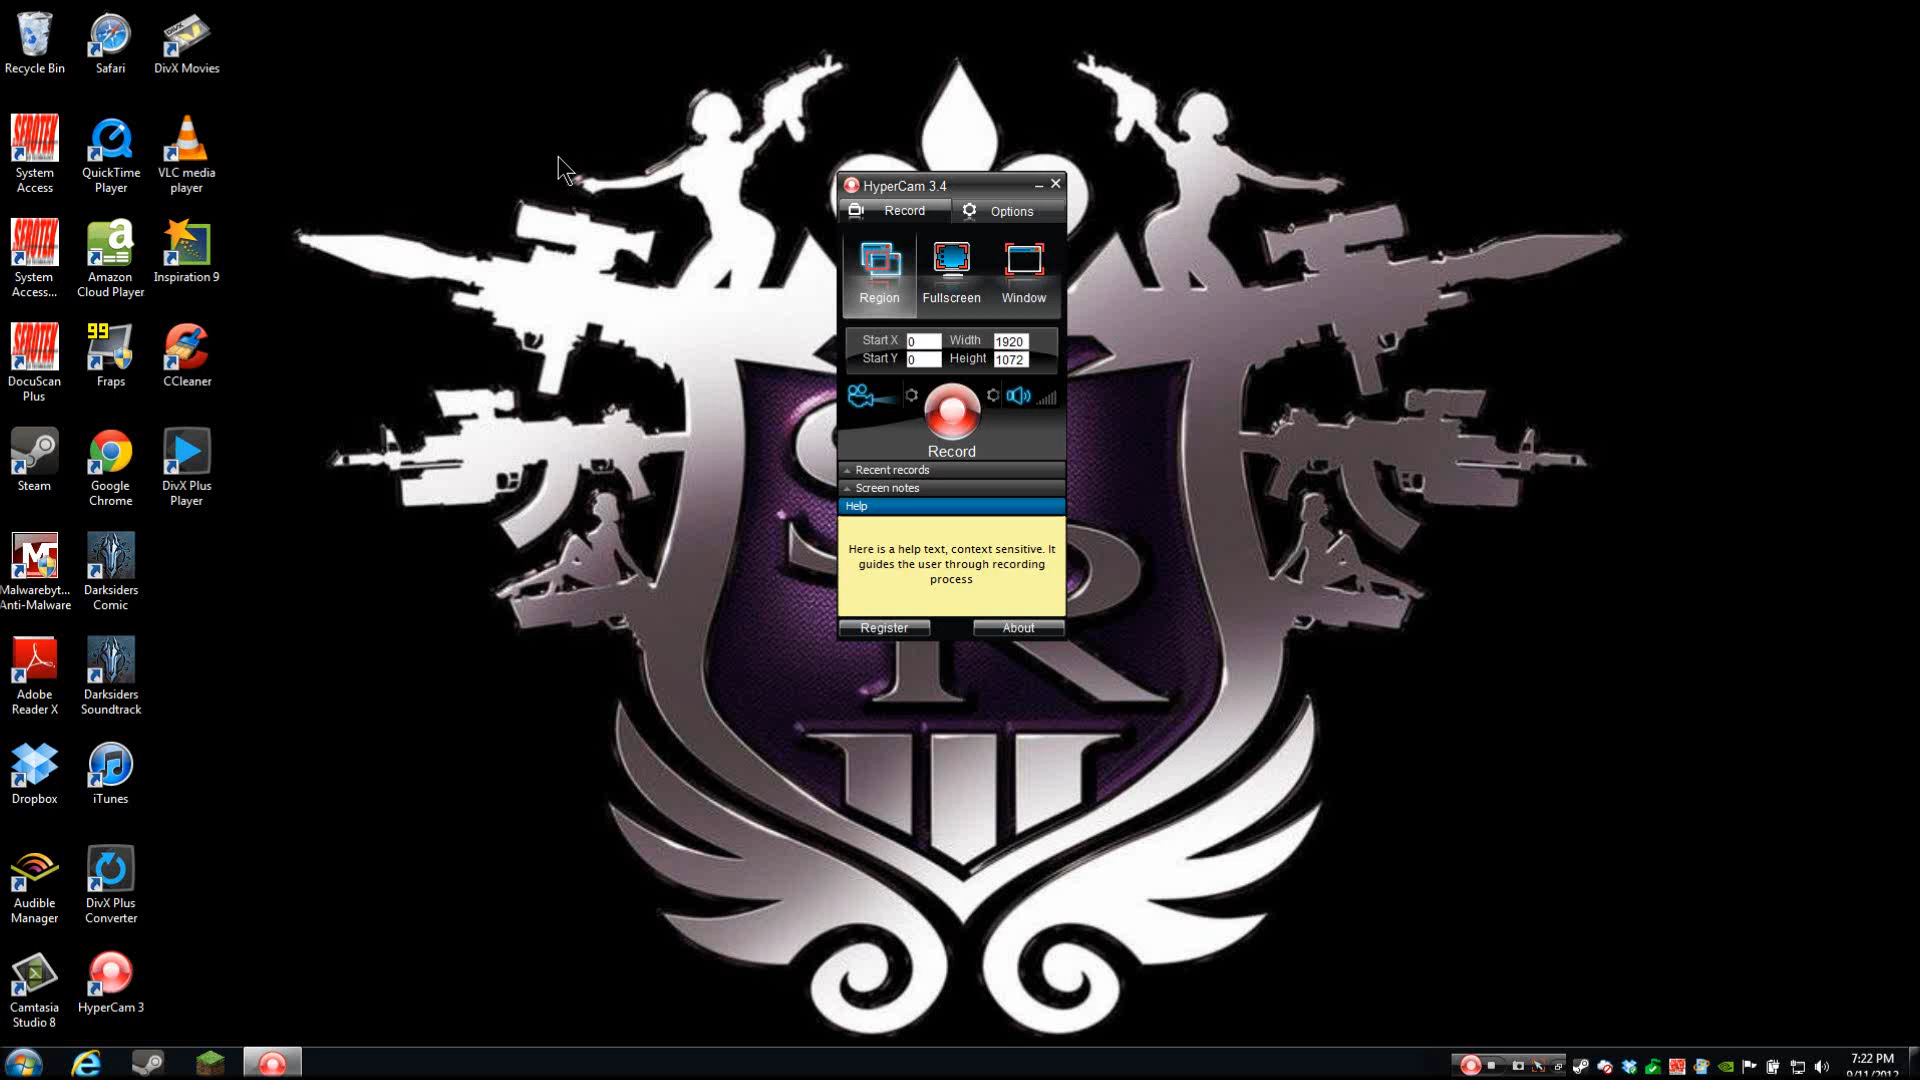 Recycle Bin
Safari
DivX Movies
System
Access
QuickTime
Player
VLC media
player
System
Access...
Amazon
Cloud Player
Inspiration 9
DocuScan
Plus
99
Fraps
CCleaner
Steam
Google
Chrome
DivX Plus
Player
Malwarebyt...
Anti-Malware
Darksiders
Comic
Adobe
Reader X
Darksiders
Soundtrack
Dropbox
iTunes
Audible
Manager
DivX Plus
Converter
Camtasia
Studio 8
HyperCam 3
SEROTEK
SEROTEK
SEROTEK
HyperCam 3.4
Record
Options
Region
Fullscreen
Window
Start X 0 Width 1920
Start Y 0 Height 1072
Record
Recent records
Screen notes
Help
Here is a help text, context sensitive. It
guides the user through recording
process
Register
About
7:22 PM
9/11/2012